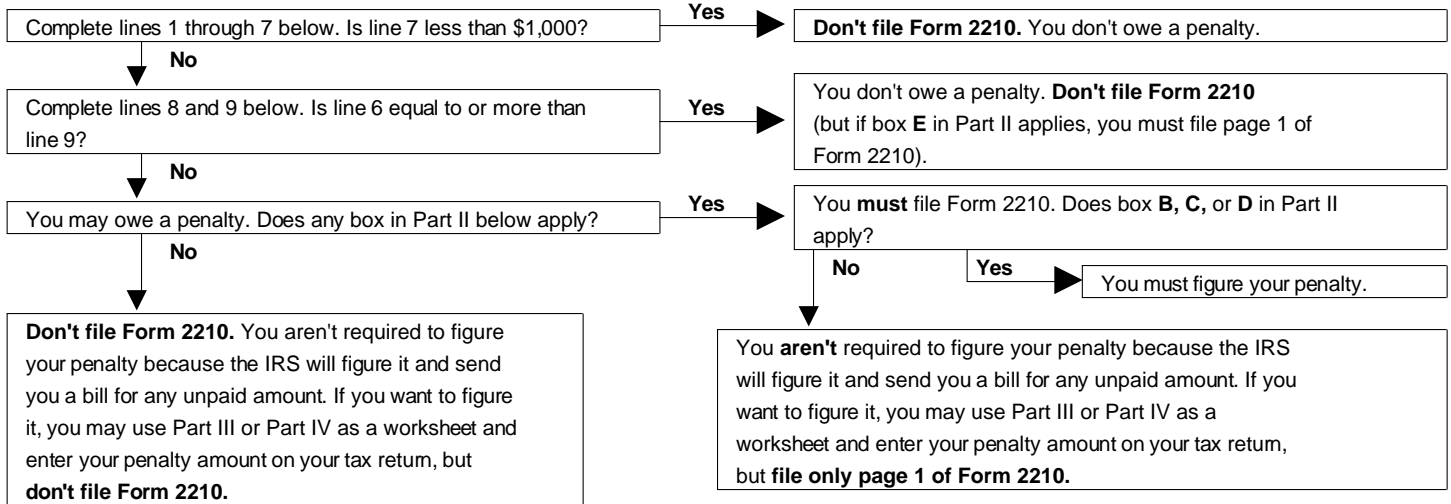 Complete lines 1 through 7 below. Is line 7 less than $1,000?
Yes
Don't file Form 2210. You don't owe a penalty.
No
Complete lines 8 and 9 below. Is line 6 equal to or more than
line 9?
Yes
You don't owe a penalty. Don't file Form 2210
(but if box E in Part II applies, you must file page 1 of
Form 2210).
No
You may owe a penalty. Does any box in Part II below apply?
Yes
You must file Form 2210. Does box B, C, or D in Part II
apply?
No
No
Yes
You must figure your penalty.
Don't file Form 2210. You aren't required to figure
your penalty because the IRS will figure it and send
you a bill for any unpaid amount. If you want to figure
it, you may use Part III or Part IV as a worksheet and
enter your penalty amount on your tax return, but
don't file Form 2210.
You aren't required to figure your penalty because the IRS
will figure it and send you a bill for any unpaid amount. If you
want to figure it, you may use Part III or Part IV as a
worksheet and enter your penalty amount on your tax return,
but file only page 1 of Form 2210.